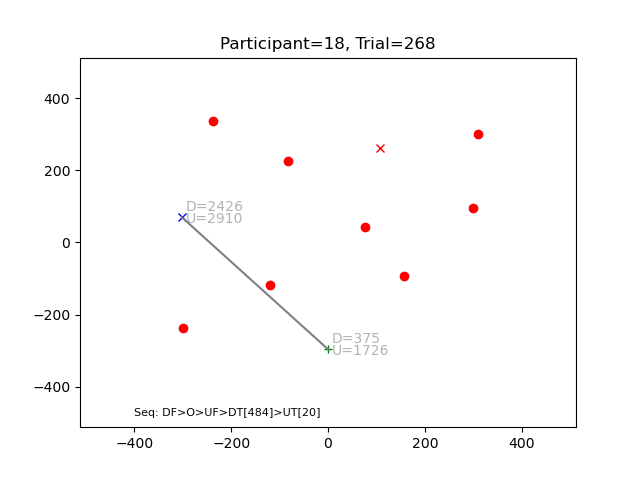 Participant=18, Trial=268
400
200
0
−200
−400
D=2426
U=2910
D=375
U=1726
Seq: DF>O>UF>DT[484]>UT[20]
−400
−200
0
200
400